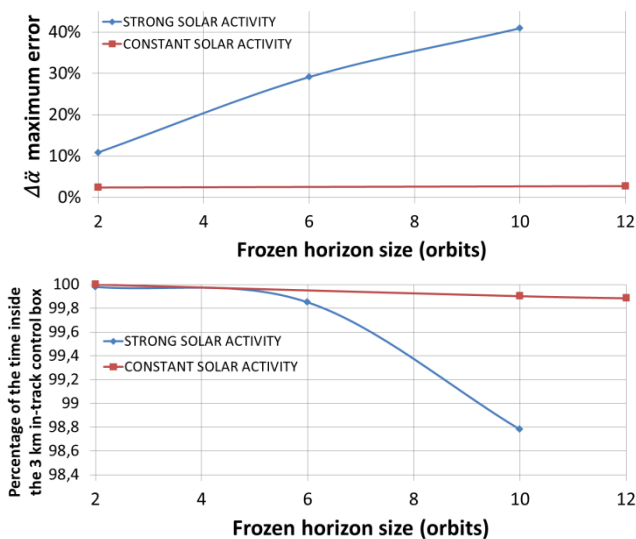 STRONG SOLAR ACTIVITY
CONSTANT SOLAR ACTIVITY
Δα̈ maximum error
40%
30%
20%
10%
0%
2 4 6 8 10 12
Frozen horizon size (orbits)
Percentage of the time inside
the 3 km in-track control box
100
99,8
99,6
99,4
99,2
99
98,8
98,6
98,4
STRONG SOLAR ACTIVITY
CONSTANT SOLAR ACTIVITY
2 4 6 8 10 12
Frozen horizon size (orbits)